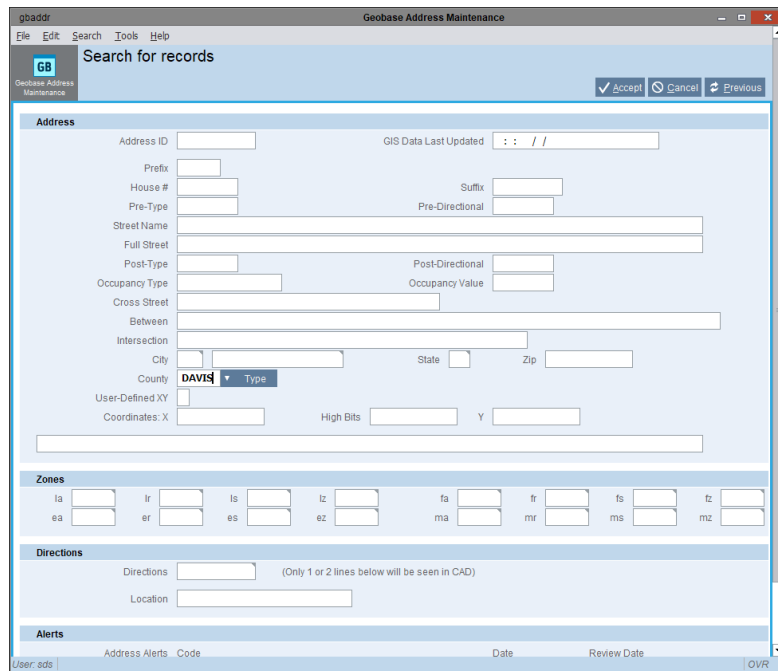 gbaddr Geobase Address Maintenance
File Edit Search Tools Help
GB Search for records
Geobase Address
Maintenance
Accept Cancel Previous
Address
Address ID GIS Data Last Updated : : / /
Prefix
House # Suffix
Pre-Type Pre-Directional
Street Name
Full Street
Post-Type Post-Directional
Occupancy Type Occupancy Value
Cross Street
Between
Intersection
City State Zip
County DAVIS Type
User-Defined XY
Coordinates: X High Bits Y
Zones
la lr ls lz fa fr fs fz
ea er es ez ma mr ms mz
Directions
Directions (Only 1 or 2 lines below will be seen in CAD)
Location
Alerts
Address Alerts Code Date Review Date
User: sds OVR